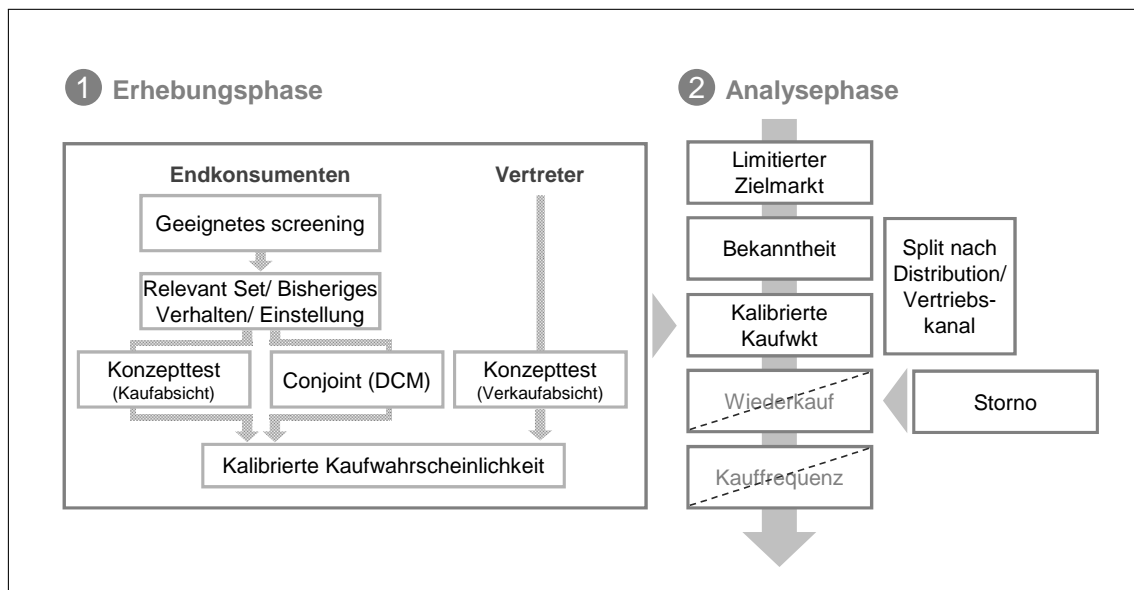 1 Erhebungsphase
Endkonsumenten
Vertreter
Geeignetes screening
Relevant Set/ Bisheriges
Verhalten/ Einstellung
Konzepttest
(Kaufabsicht)
Conjoint (DCM)
Konzepttest
(Verkaufabsicht)
Kalibrierte Kaufwahrscheinlichkeit
2 Analysephase
Limitierter
Zielmarkt
Bekanntheit
Kalibrierte
Kaufwkt
Split nach
Distribution/
Vertriebs-
kanal
Wiederkauf
Storno
Kauffrequenz